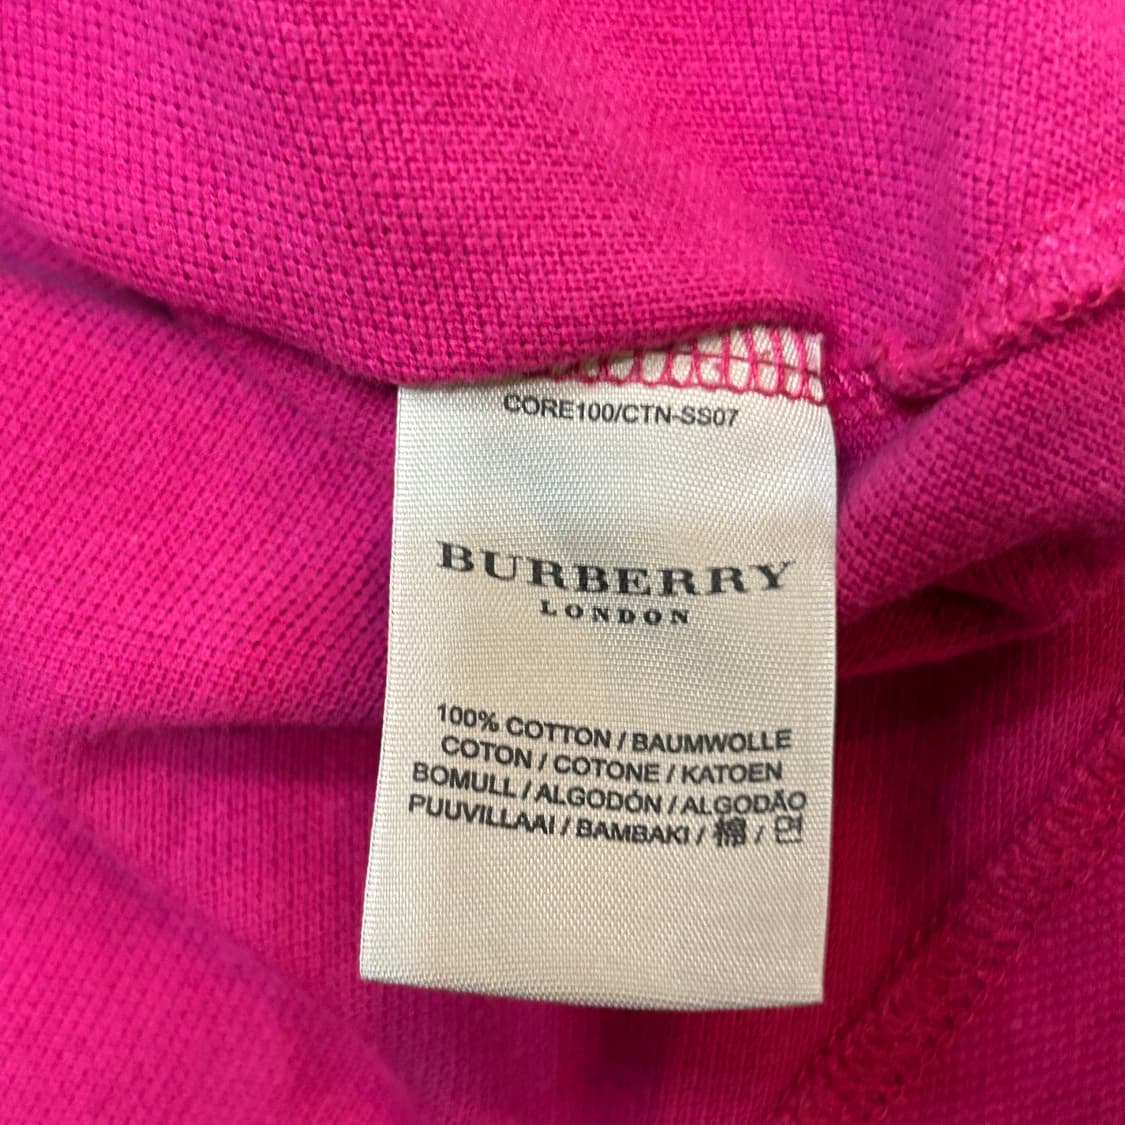 CORE100/CTN-SS07
BURBERRY
LONDON
100% COTTON / BAUMWOLLE
COTON / COTONE / KATOEN
BOMULL / ALGODÓN / ALGODÃO
PUUVILLAAI / BAMBAKI / 棉 / 면